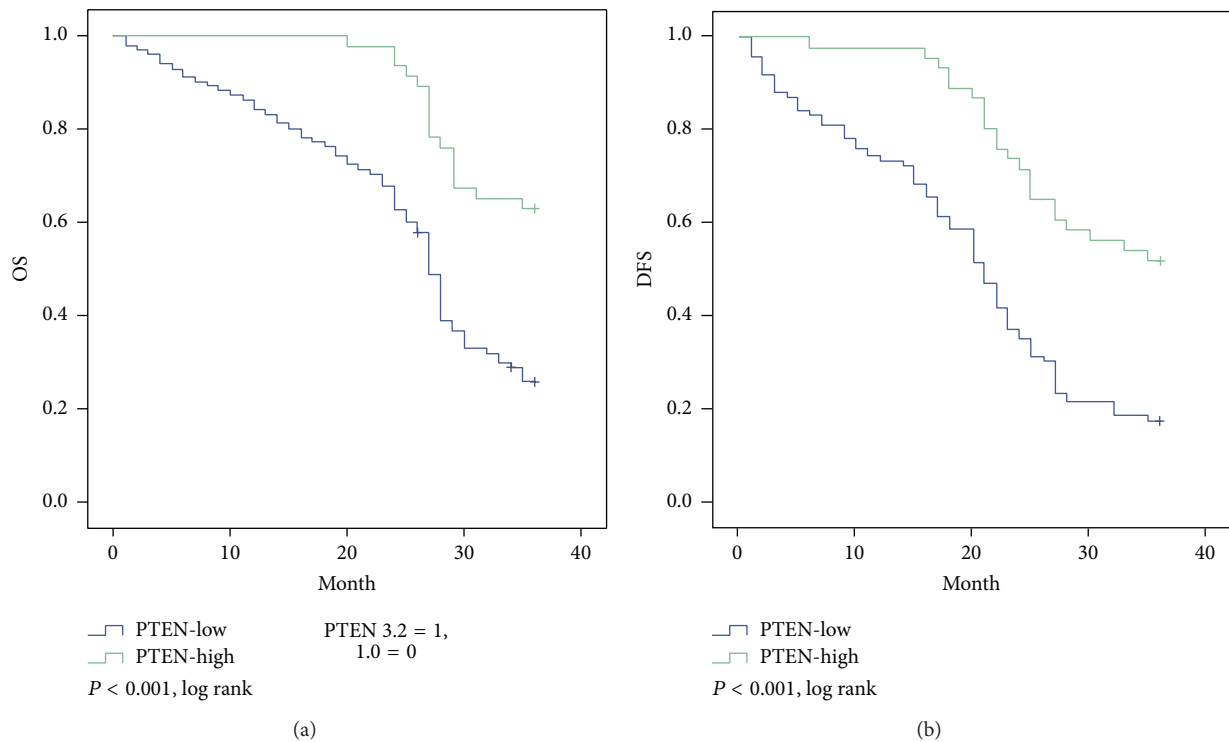 1.0
0.8
0.6
0.4
0.2
0.0
OS
0 10 20 30 40
Month
PTEN-low
PTEN-high
PTEN 3.2 = 1,
1.0 = 0
P < 0.001, log rank
(a)
1.0
0.8
0.6
0.4
0.2
0.0
DFS
0 10 20 30 40
Month
PTEN-low
PTEN-high
P < 0.001, log rank
(b)